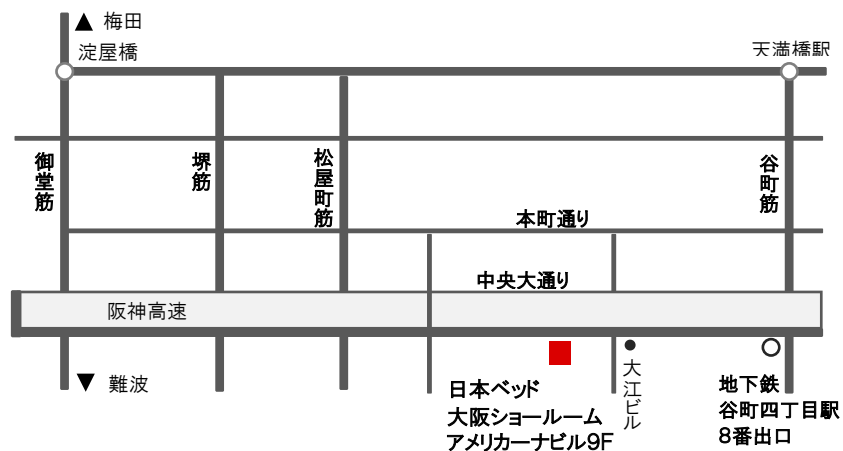 ▲ 梅田
淀屋橋
天満橋駅
御堂筋
堺筋
松屋町筋
谷町筋
本町通り
中央大通り
阪神高速
▼ 難波
日本ベッド
大阪ショールーム
アメリカーナビル9F
大江ビル
地下鉄
谷町四丁目駅
8番出口